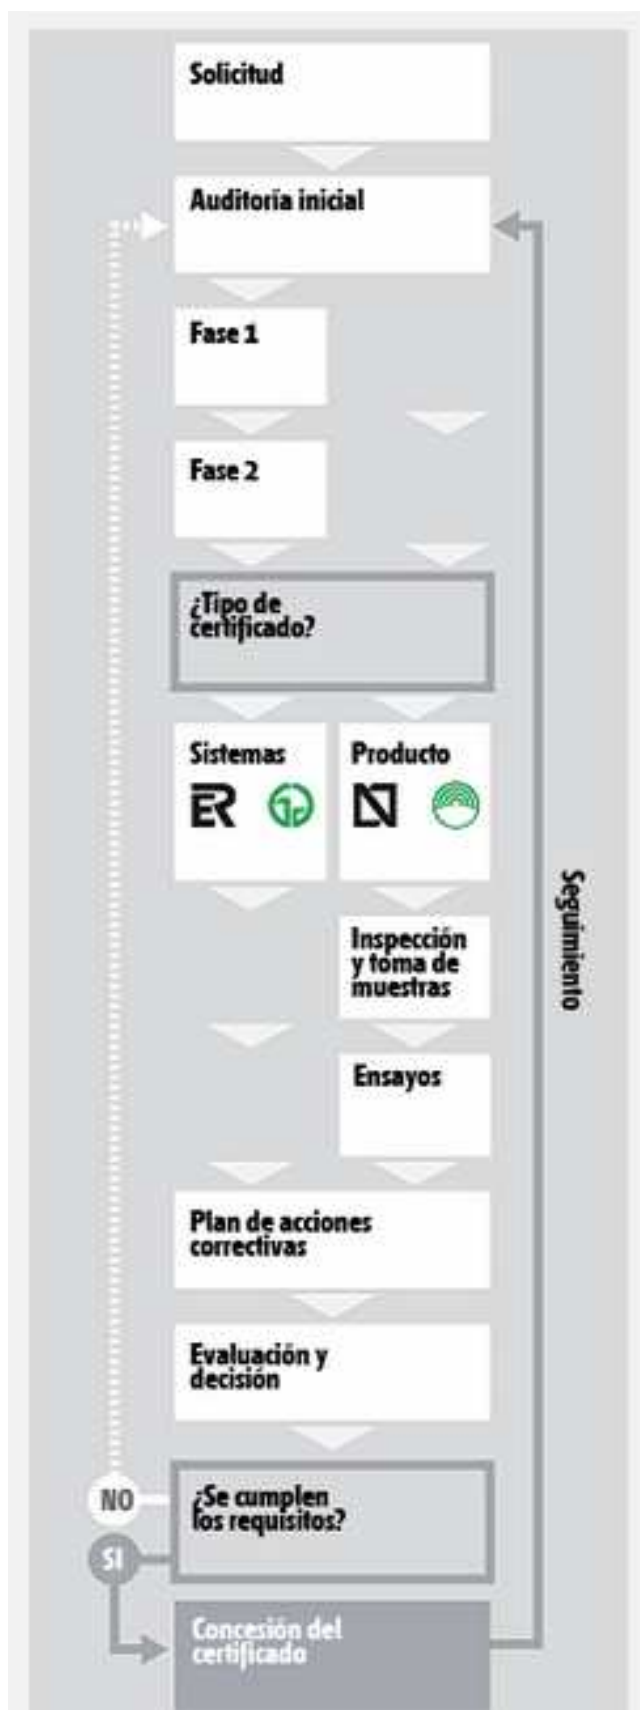 Solicitud
Auditoría inicial
Fase 1
Fase 2
¿Tipo de
certificado?
Sistemas
Producto
ER
N
Inspección
y toma de
muestras
Ensayos
Seguimiento
Plan de acciones
correctivas
Evaluación y
decisión
NO
¿Se cumplen
los requisitos?
SI
Concesión del
certificado